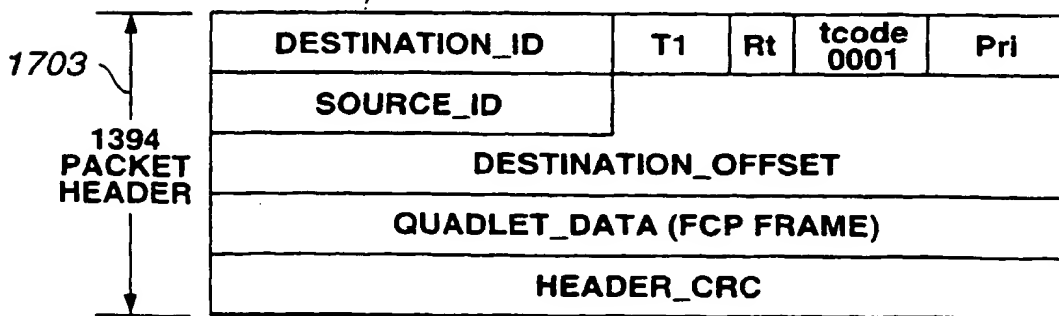 DESTINATION_ID T1 Rt tcode 0001 Pri
1703
SOURCE_ID
1394 PACKET HEADER
DESTINATION_OFFSET
QUADLET_DATA (FCP FRAME)
HEADER_CRC